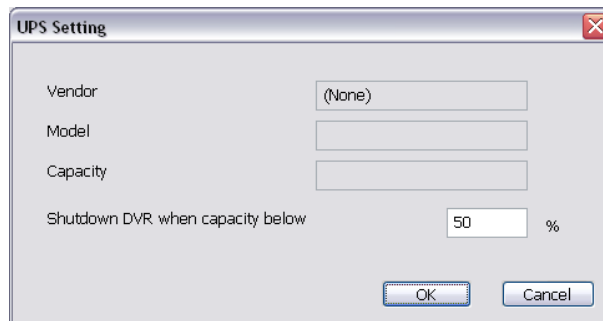 UPS Setting
Vendor (None)
Model
Capacity
Shutdown DVR when capacity below 50 %
OK Cancel